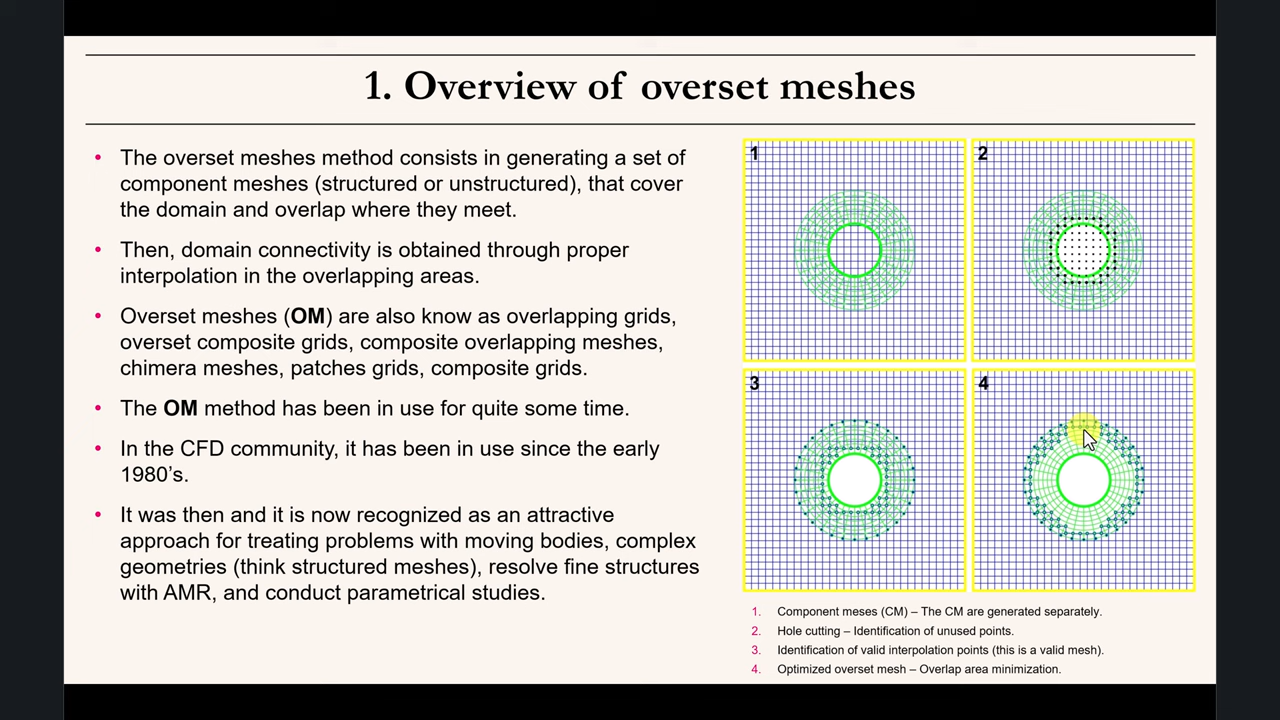 1. Overview of overset meshes
• The overset meshes method consists in generating a set of
component meshes (structured or unstructured), that cover
the domain and overlap where they meet.
• Then, domain connectivity is obtained through proper
interpolation in the overlapping areas.
• Overset meshes (OM) are also know as overlapping grids,
overset composite grids, composite overlapping meshes,
chimera meshes, patches grids, composite grids.
• The OM method has been in use for quite some time.
• In the CFD community, it has been in use since the early
1980's.
• It was then and it is now recognized as an attractive
approach for treating problems with moving bodies, complex
geometries (think structured meshes), resolve fine structures
with AMR, and conduct parametrical studies.
1
2
3
4
1. Component meses (CM) – The CM are generated separately.
2. Hole cutting – Identification of unused points.
3. Identification of valid interpolation points (this is a valid mesh).
4. Optimized overset mesh – Overlap area minimization.